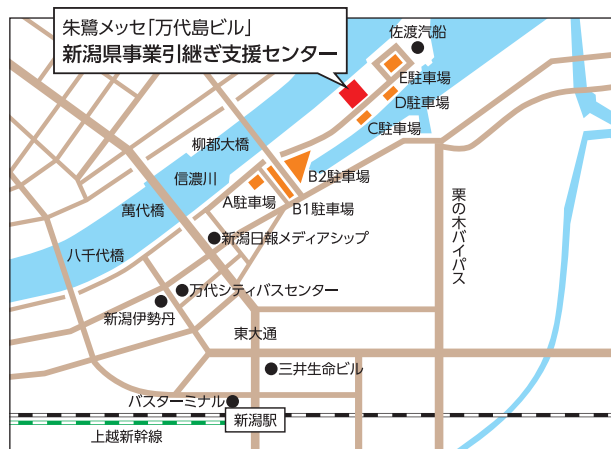 朱鷺メッセ「万代島ビル」
新潟県事業引継ぎ支援センター
佐渡汽船
E駐車場
D駐車場
C駐車場
柳都大橋
信濃川
B2駐車場
A駐車場
B1駐車場
萬代橋
栗の木バイパス
新潟日報メディアシップ
八千代橋
万代シティバスセンター
新潟伊勢丹
東大通
三井生命ビル
バスターミナル
新潟駅
上越新幹線